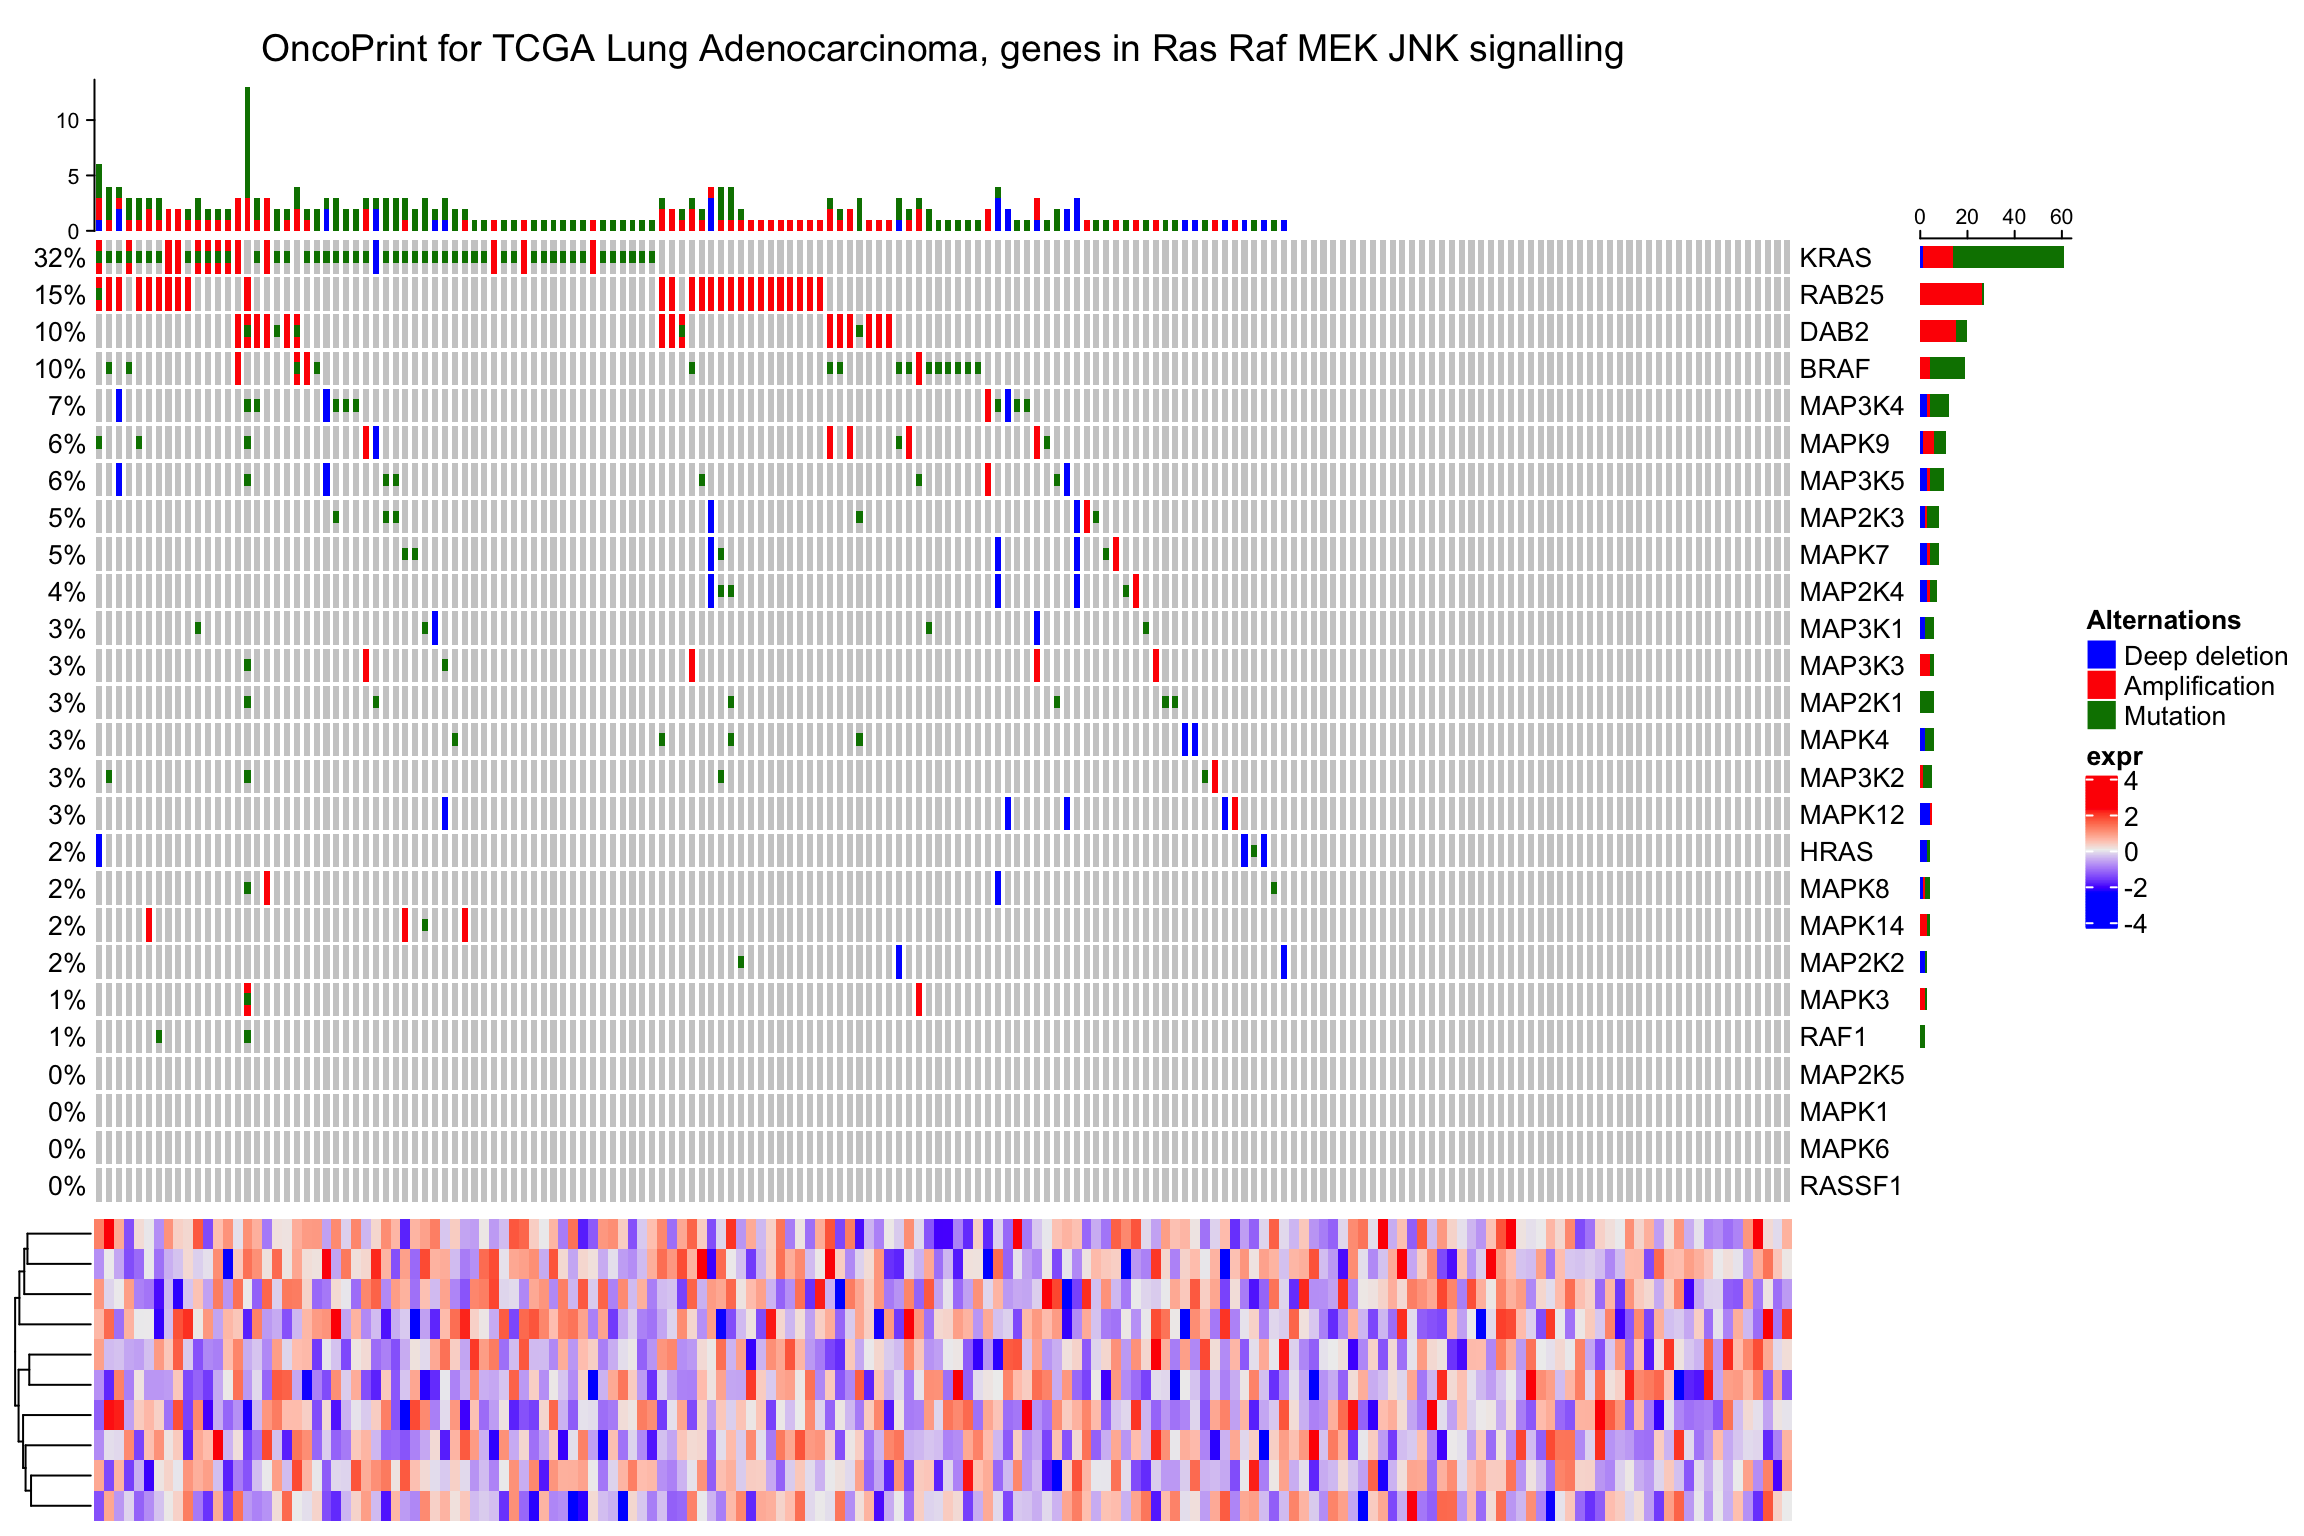 OncoPrint for TCGA Lung Adenocarcinoma, genes in Ras Raf MEK JNK signalling
10
5
0
0 20 40 60
32% KRAS
15% RAB25
10% DAB2
10% BRAF
7% MAP3K4
6% MAPK9
6% MAP3K5
5% MAP2K3
5% MAPK7
4% MAP2K4
3% MAP3K1
3% MAP3K3
3% MAP2K1
3% MAPK4
3% MAP3K2
3% MAPK12
2% HRAS
2% MAPK8
2% MAPK14
2% MAP2K2
1% MAPK3
1% RAF1
0% MAP2K5
0% MAPK1
0% MAPK6
0% RASSF1
Alternations
Deep deletion
Amplification
Mutation
expr
4
2
0
-2
-4